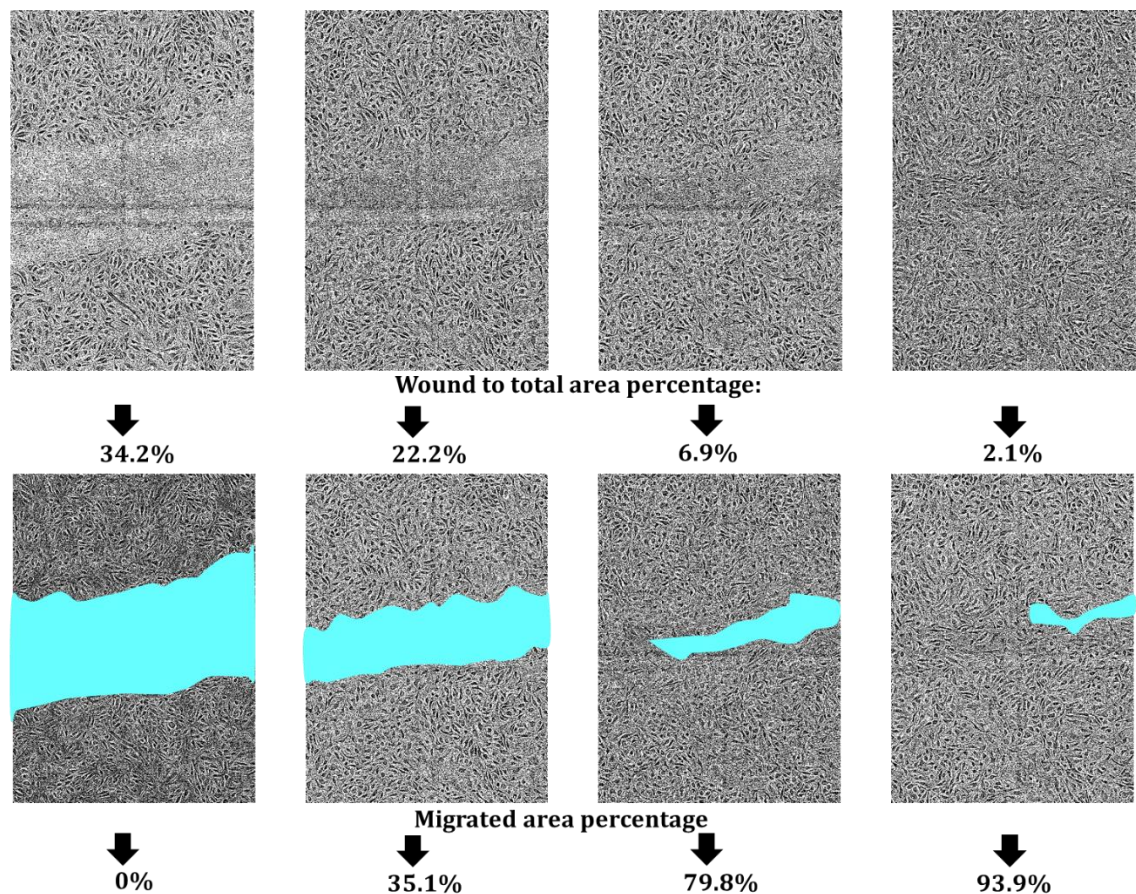 Wound to total area percentage:
34.2% 22.2% 6.9% 2.1%
Migrated area percentage
0% 35.1% 79.8% 93.9%